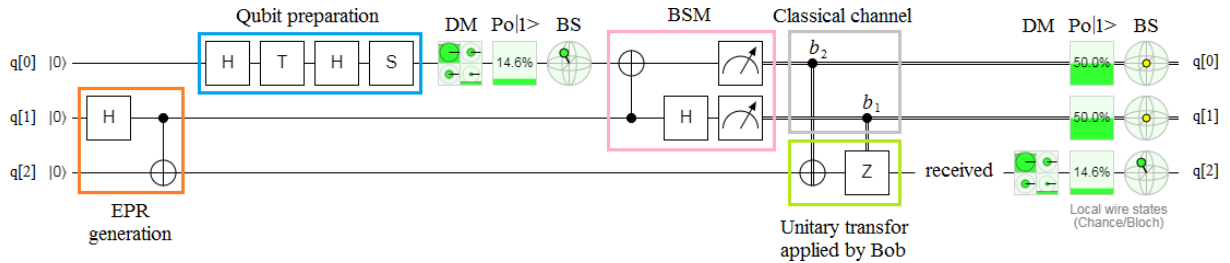 Qubit preparation
DM Po|1> BS
BSM
Classical channel
DM Po|1> BS
q[0] |0⟩ H T H S 14.6% b2 50.0% q[0]
q[1] |0⟩ H H b1 50.0% q[1]
q[2] |0⟩ Z received 14.6% q[2]
EPR
generation
Unitary transfor
applied by Bob
Local wire states
(Chance/Bloch)